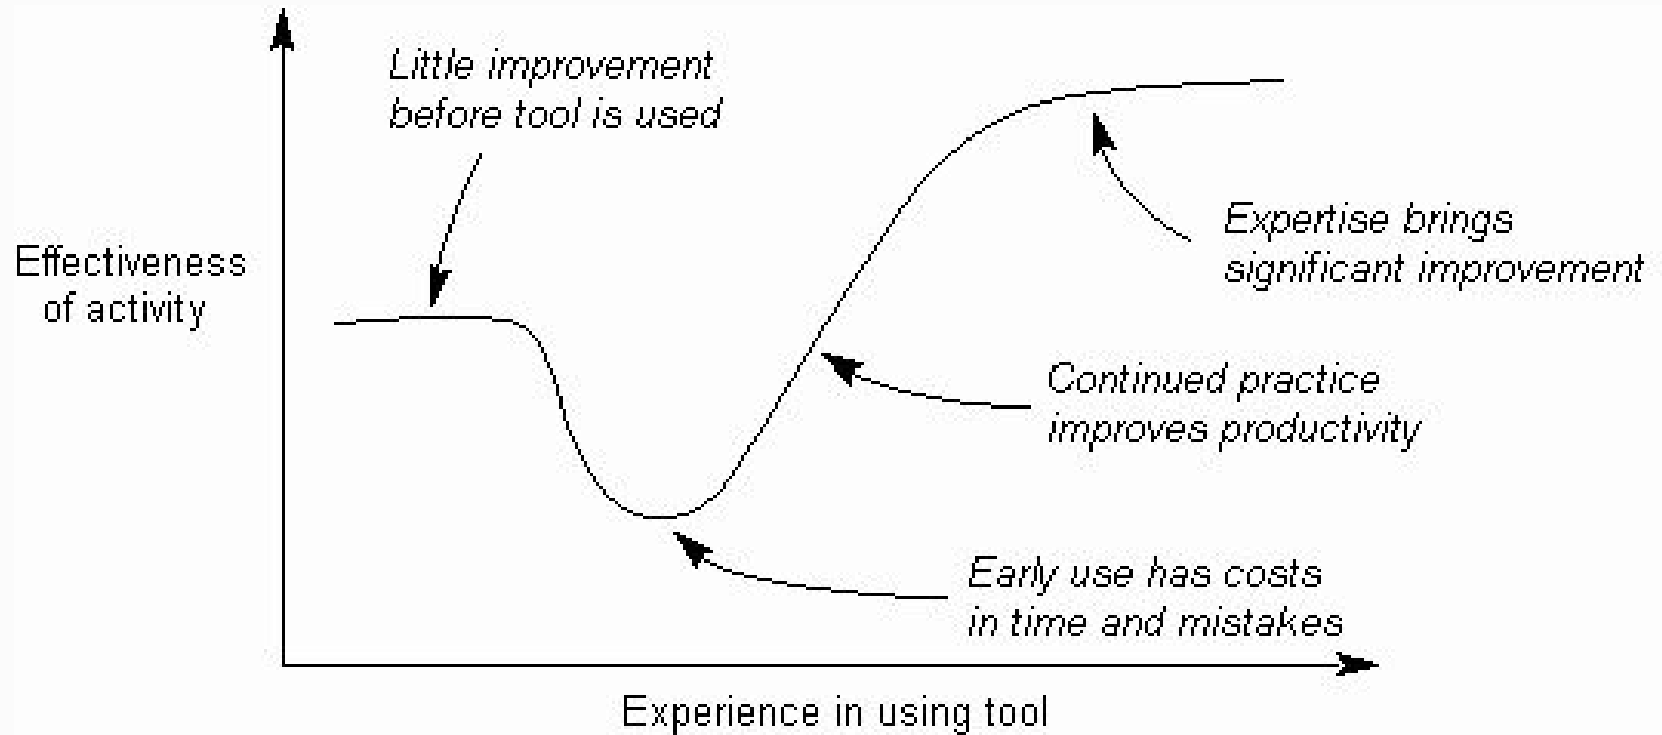 Little improvement
before tool is used
Effectiveness
of activity
Expertise brings
significant improvement
Continued practice
improves productivity
Early use has costs
in time and mistakes
Experience in using tool